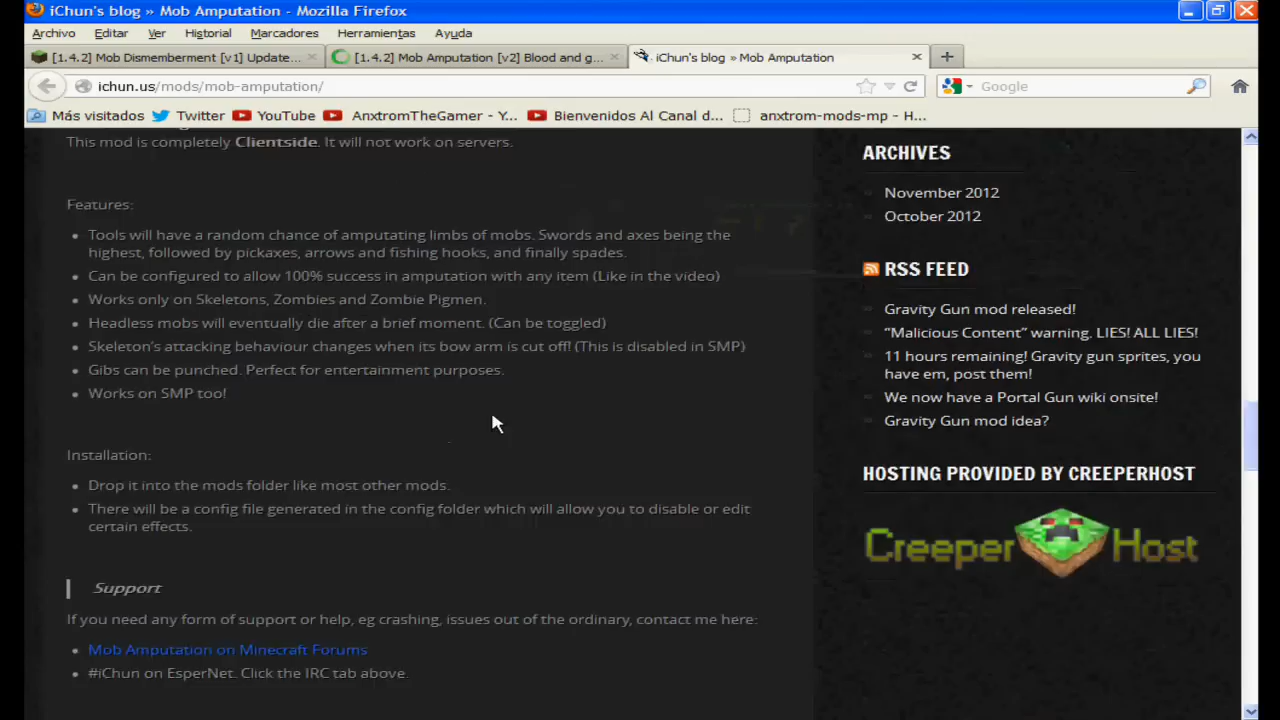 iChun's blog » Mob Amputation - Mozilla Firefox
Archivo Editar Ver Historial Marcadores Herramientas Ayuda
[1.4.2] Mob Dismemberment [v1] Update... [1.4.2] Mob Amputation [v2] Blood and g... iChun's blog » Mob Amputation
ichun.us/mods/mob-amputation/ Google
Más visitados Twitter YouTube AnxtromTheGamer - Y... Bienvenidos Al Canal d... anxtrom-mods-mp - H...
This mod is completely Clientside. It will not work on servers.
Features:
Tools will have a random chance of amputating limbs of mobs. Swords and axes being the
highest, followed by pickaxes, arrows and fishing hooks, and finally spades.
Can be configured to allow 100% success in amputation with any item (Like in the video)
Works only on Skeletons, Zombies and Zombie Pigmen.
Headless mobs will eventually die after a brief moment. (Can be toggled)
Skeleton's attacking behaviour changes when its bow arm is cut off! (This is disabled in SMP)
Gibs can be punched. Perfect for entertainment purposes.
Works on SMP too!
Installation:
Drop it into the mods folder like most other mods.
There will be a config file generated in the config folder which will allow you to disable or edit
certain effects.
Support
If you need any form of support or help, eg crashing, issues out of the ordinary, contact me here:
Mob Amputation on Minecraft Forums
#iChun on EsperNet. Click the IRC tab above.
ARCHIVES
November 2012
October 2012
RSS FEED
Gravity Gun mod released!
“Malicious Content” warning. LIES! ALL LIES!
11 hours remaining! Gravity gun sprites, you
have em, post them!
We now have a Portal Gun wiki onsite!
Gravity Gun mod idea?
HOSTING PROVIDED BY CREEPERHOST
Creeper Host